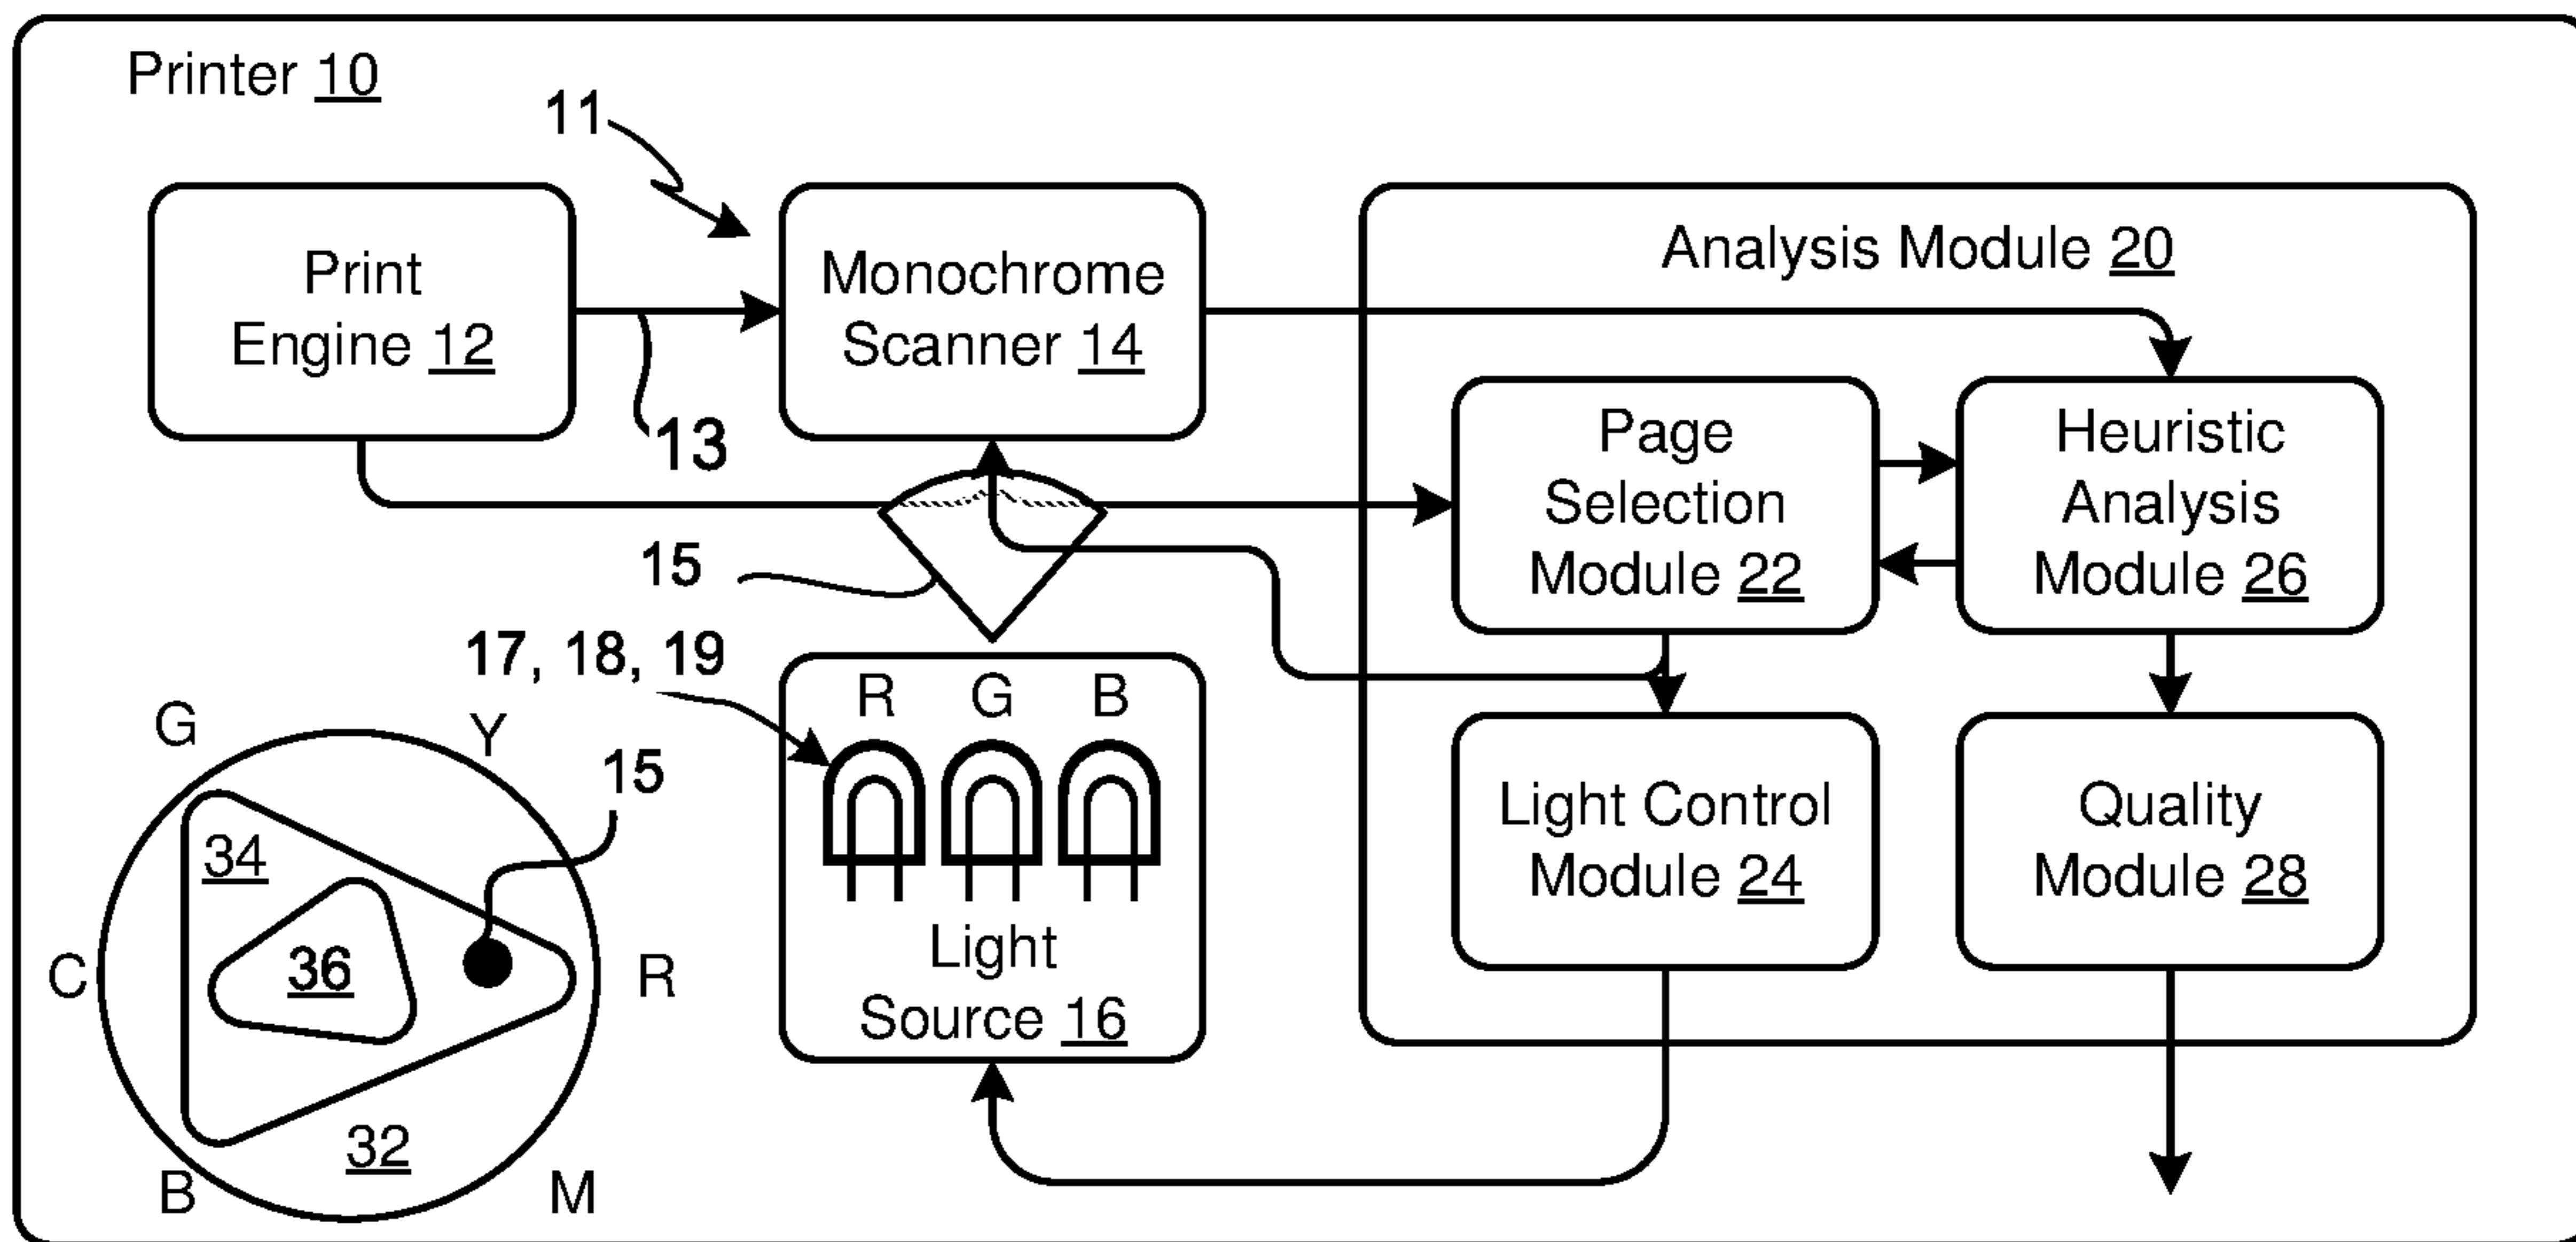 Printer 10
11
Print
Engine 12
13
Monochrome
Scanner 14
Analysis Module 20
Page
Selection
Module 22
Heuristic
Analysis
Module 26
15
17, 18, 19
R G B
Light
Source 16
Light Control
Module 24
Quality
Module 28
G
Y
15
34
36
C
R
32
B
M